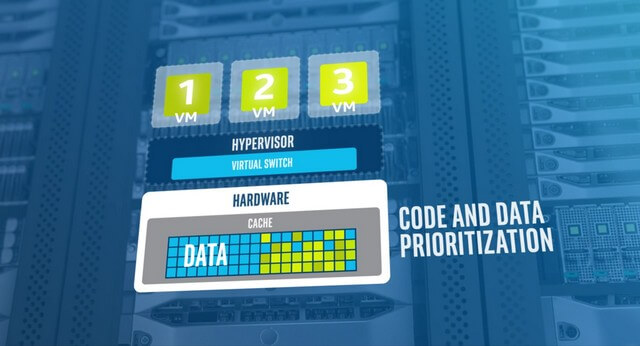 1
VM
2
VM
3
VM
HYPERVISOR
VIRTUAL SWITCH
HARDWARE
CACHE
DATA
CODE AND DATA
PRIORITIZATION